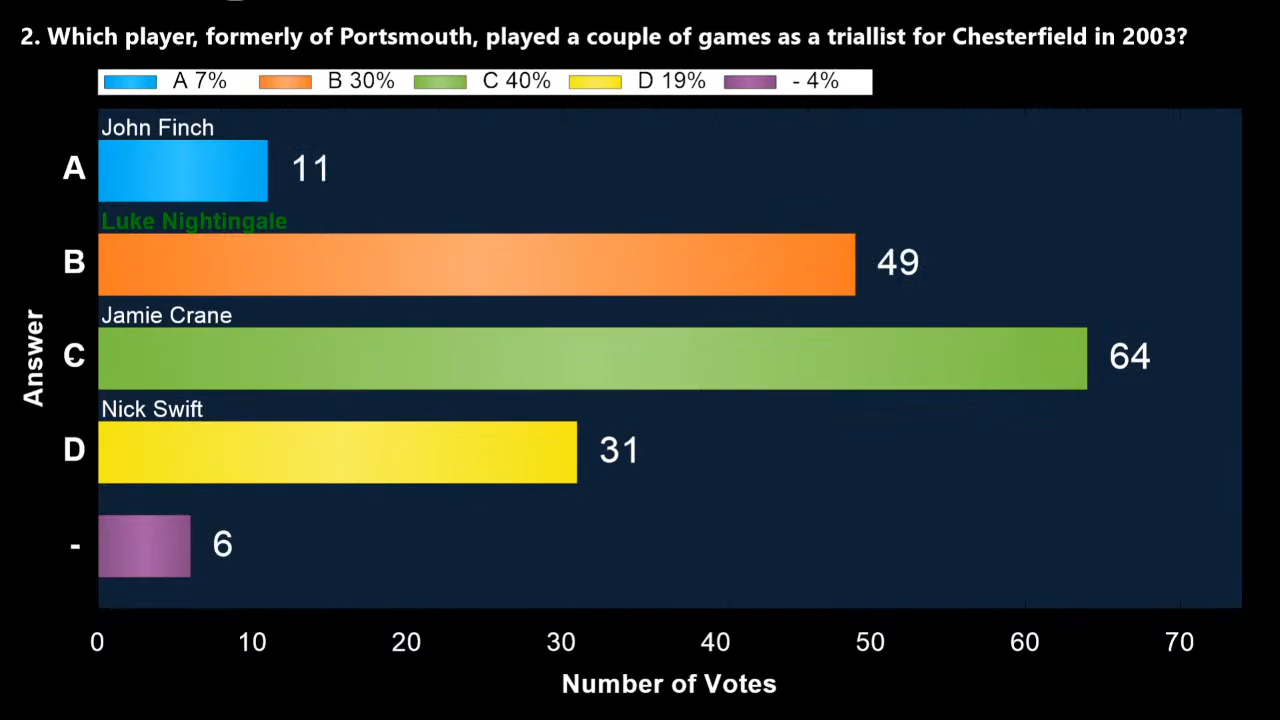 2. Which player, formerly of Portsmouth, played a couple of games as a triallist for Chesterfield in 2003?
A 7% B 30% C 40% D 19% - 4%
John Finch
A 11
Luke Nightingale
B 49
Jamie Crane
C 64
Nick Swift
D 31
- 6
Answer
0 10 20 30 40 50 60 70
Number of Votes